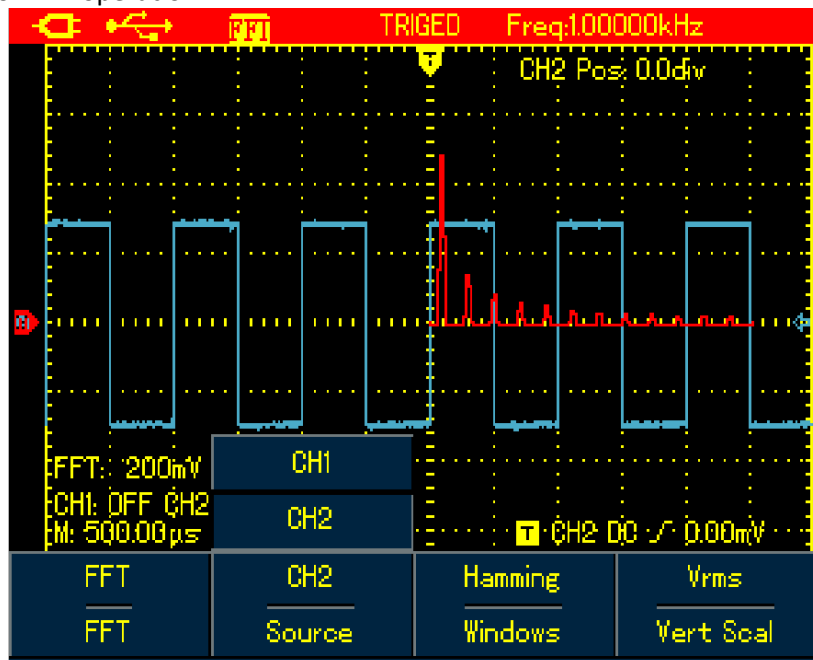 FFT TRIGED Freq:1.00000kHz
T
CH2 Pos: 0.0div
FFT: 200mV CH1
CH1: OFF CH2 CH2
M: 500.00µs T CH2 DC 0.00mV
FFT CH2 Hamming Vrms
FFT Source Windows Vert Scal